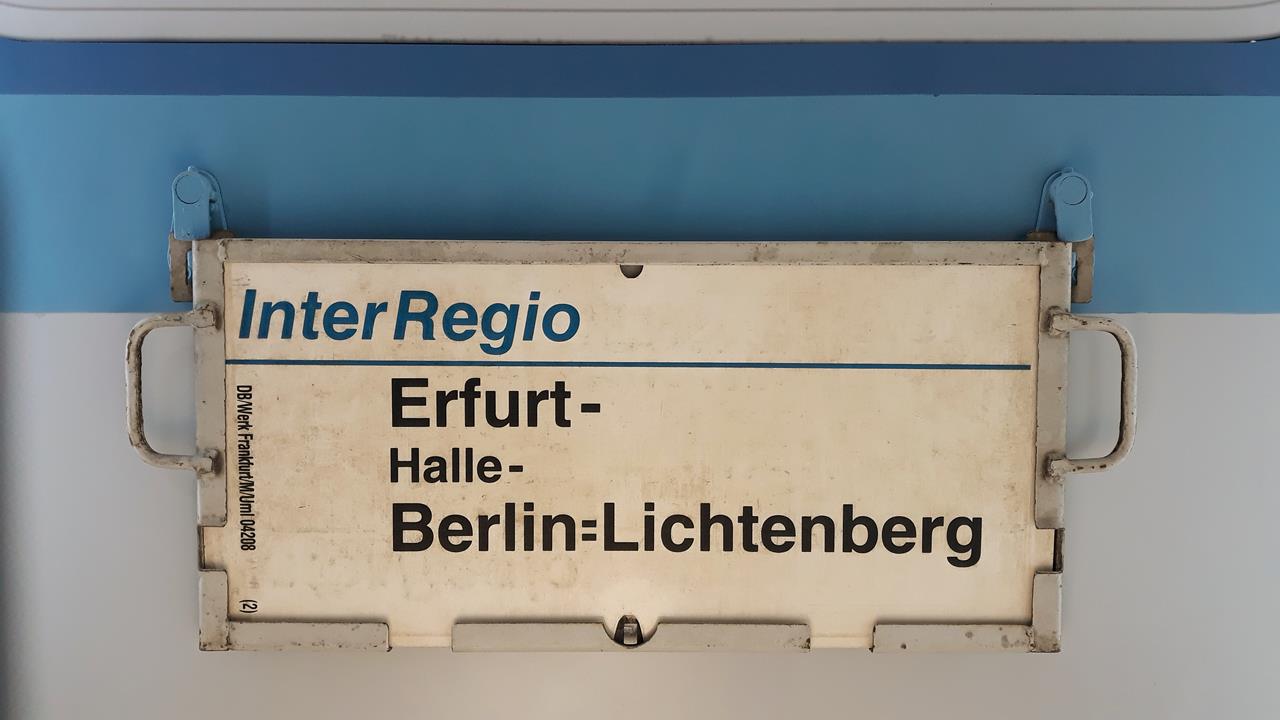 InterRegio
Erfurt-
Halle-
Berlin=Lichtenberg
DB/Werk Frankfurt/M/Uml 04208
(2)